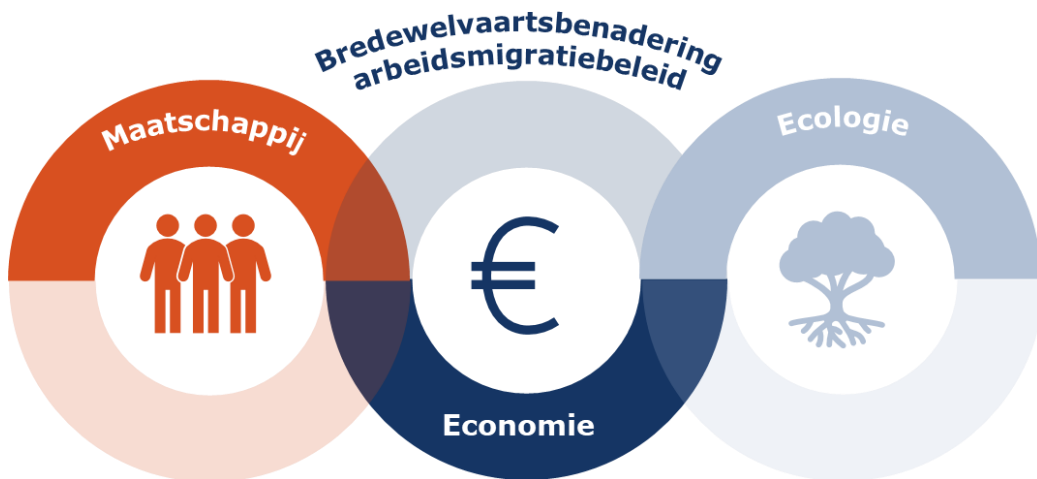 Bredewelvaartsbenadering
arbeidsmigratiebeleid
Maatschappij
Ecologie
€
Economie